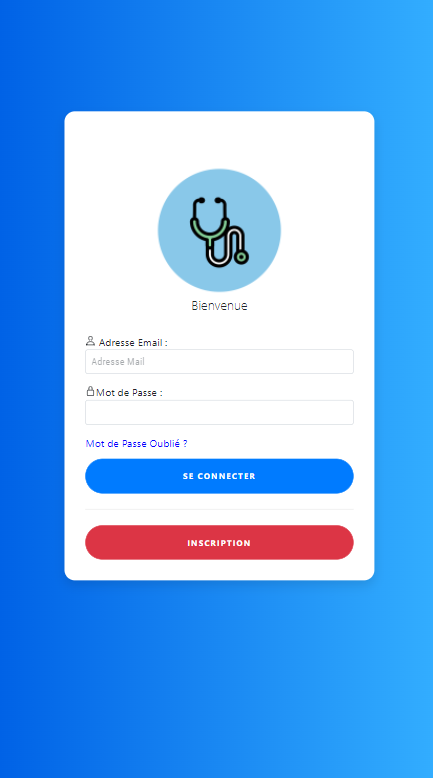 Bienvenue
Adresse Email :
Adresse Mail
Mot de Passe :
Mot de Passe Oublié ?
SE CONNECTER
INSCRIPTION